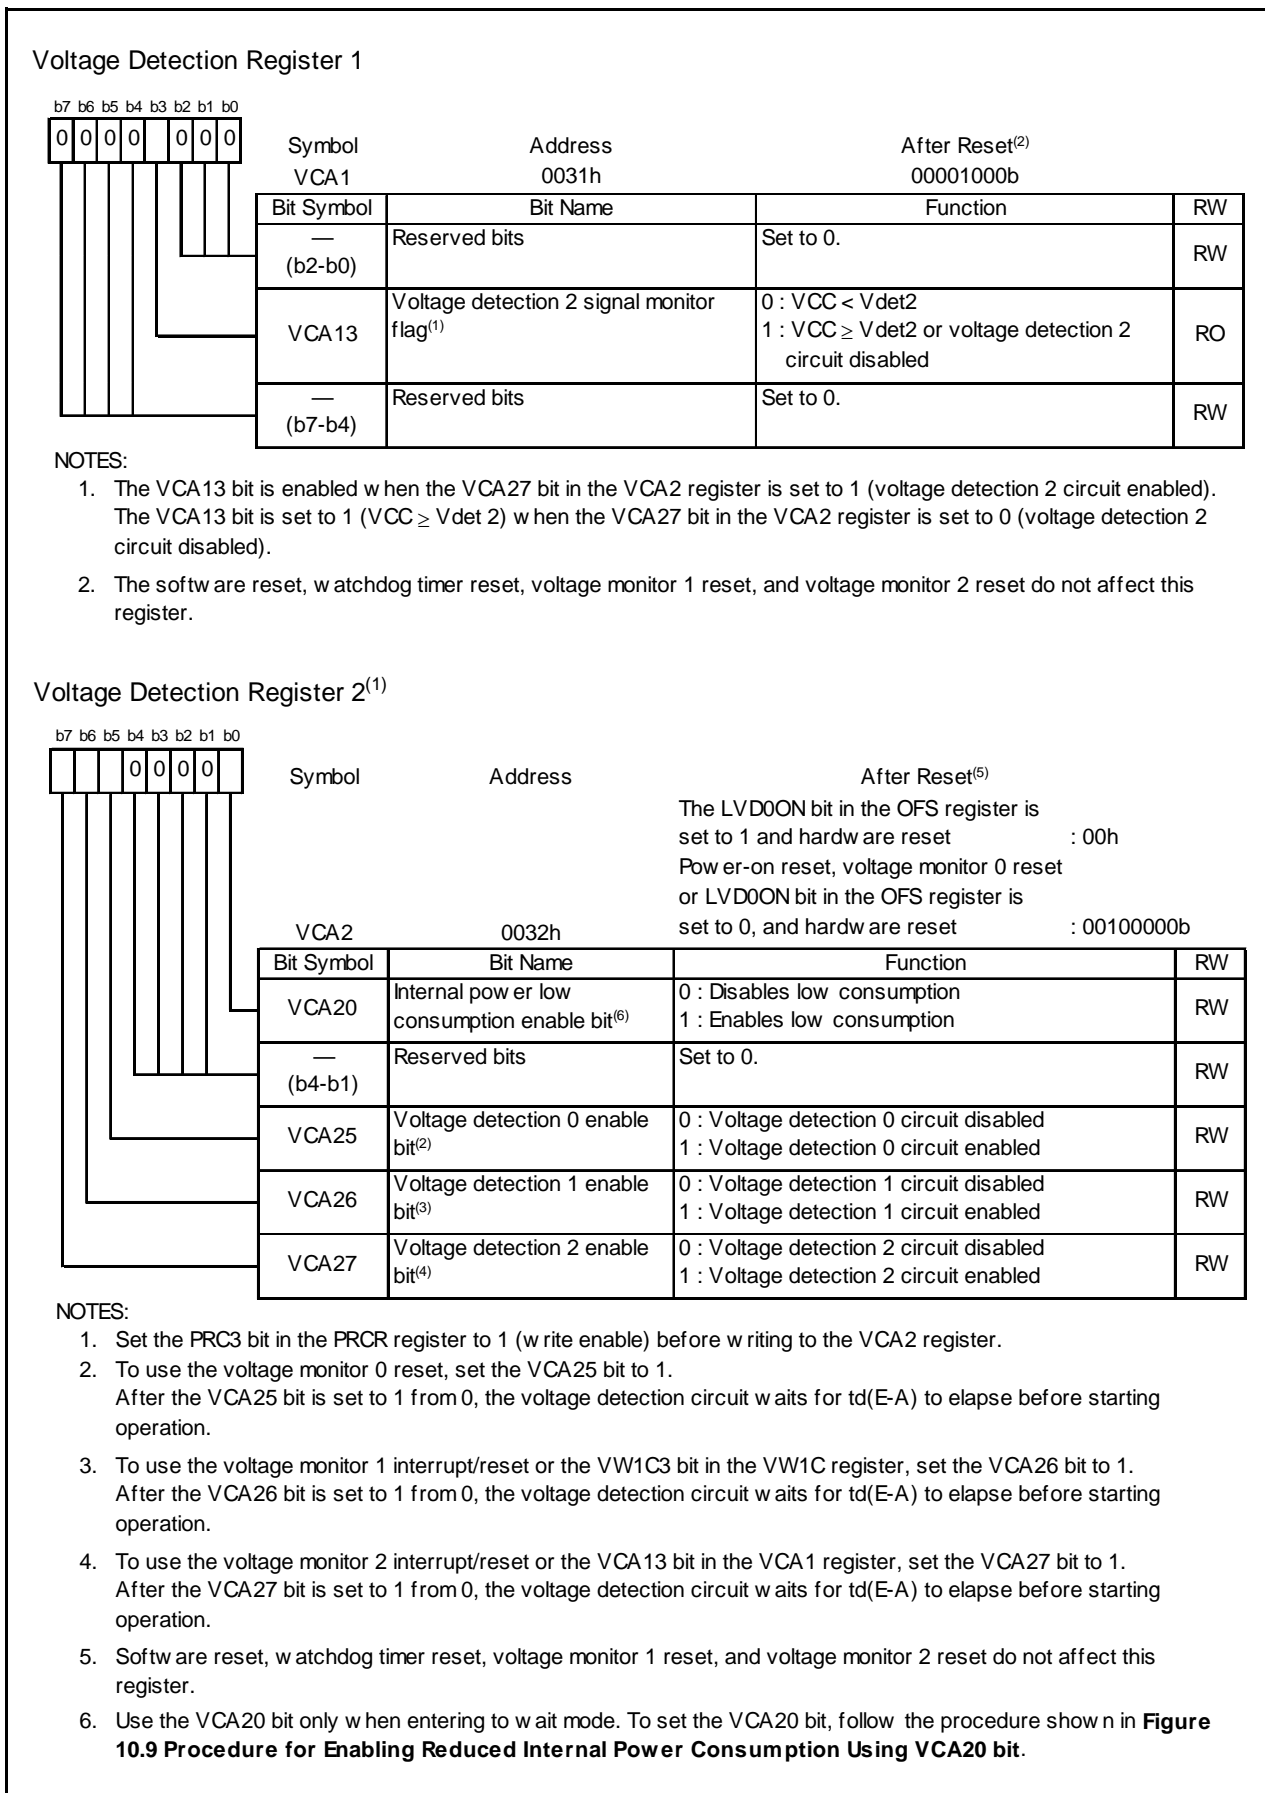 Voltage Detection Register 1
b7 b6 b5 b4 b3 b2 b1 b0
0 0 0 0 0 0 0
Symbol Address After Reset(2)
VCA1 0031h 00001000b
Bit Symbol Bit Name Function RW
— Reserved bits Set to 0. RW
(b2-b0)
VCA13 Voltage detection 2 signal monitor 0 : VCC < Vdet2 RO
flag(1) 1 : VCC ≥ Vdet2 or voltage detection 2
circuit disabled
— Reserved bits Set to 0. RW
(b7-b4)
NOTES:
1. The VCA13 bit is enabled when the VCA27 bit in the VCA2 register is set to 1 (voltage detection 2 circuit enabled).
The VCA13 bit is set to 1 (VCC ≥ Vdet 2) when the VCA27 bit in the VCA2 register is set to 0 (voltage detection 2
circuit disabled).
2. The software reset, watchdog timer reset, voltage monitor 1 reset, and voltage monitor 2 reset do not affect this
register.
Voltage Detection Register 2(1)
b7 b6 b5 b4 b3 b2 b1 b0
0 0 0 0
Symbol Address After Reset(5)
The LVD0ON bit in the OFS register is
set to 1 and hardware reset : 00h
Power-on reset, voltage monitor 0 reset
or LVD0ON bit in the OFS register is
set to 0, and hardware reset : 00100000b
VCA2 0032h
Bit Symbol Bit Name Function RW
VCA20 Internal power low 0 : Disables low consumption RW
consumption enable bit(6) 1 : Enables low consumption
— Reserved bits Set to 0. RW
(b4-b1)
VCA25 Voltage detection 0 enable 0 : Voltage detection 0 circuit disabled RW
bit(2) 1 : Voltage detection 0 circuit enabled
VCA26 Voltage detection 1 enable 0 : Voltage detection 1 circuit disabled RW
bit(3) 1 : Voltage detection 1 circuit enabled
VCA27 Voltage detection 2 enable 0 : Voltage detection 2 circuit disabled RW
bit(4) 1 : Voltage detection 2 circuit enabled
NOTES:
1. Set the PRC3 bit in the PRCR register to 1 (write enable) before writing to the VCA2 register.
2. To use the voltage monitor 0 reset, set the VCA25 bit to 1.
After the VCA25 bit is set to 1 from 0, the voltage detection circuit waits for td(E-A) to elapse before starting
operation.
3. To use the voltage monitor 1 interrupt/reset or the VW1C3 bit in the VW1C register, set the VCA26 bit to 1.
After the VCA26 bit is set to 1 from 0, the voltage detection circuit waits for td(E-A) to elapse before starting
operation.
4. To use the voltage monitor 2 interrupt/reset or the VCA13 bit in the VCA1 register, set the VCA27 bit to 1.
After the VCA27 bit is set to 1 from 0, the voltage detection circuit waits for td(E-A) to elapse before starting
operation.
5. Software reset, watchdog timer reset, voltage monitor 1 reset, and voltage monitor 2 reset do not affect this
register.
6. Use the VCA20 bit only when entering to wait mode. To set the VCA20 bit, follow the procedure shown in Figure
10.9 Procedure for Enabling Reduced Internal Power Consumption Using VCA20 bit.